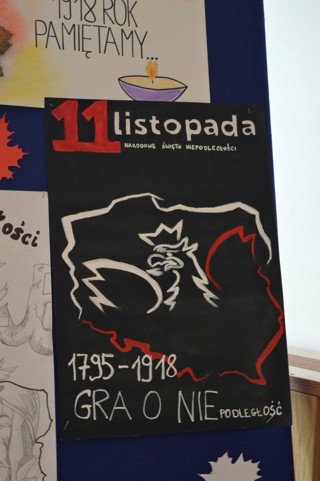 1918 ROK
PAMIĘTAMY...
11 listopada
NARODOWE ŚWIĘTO NIEPODLEGŁOŚCI
1795-1918
GRA O NIEPODLEGŁOŚĆ